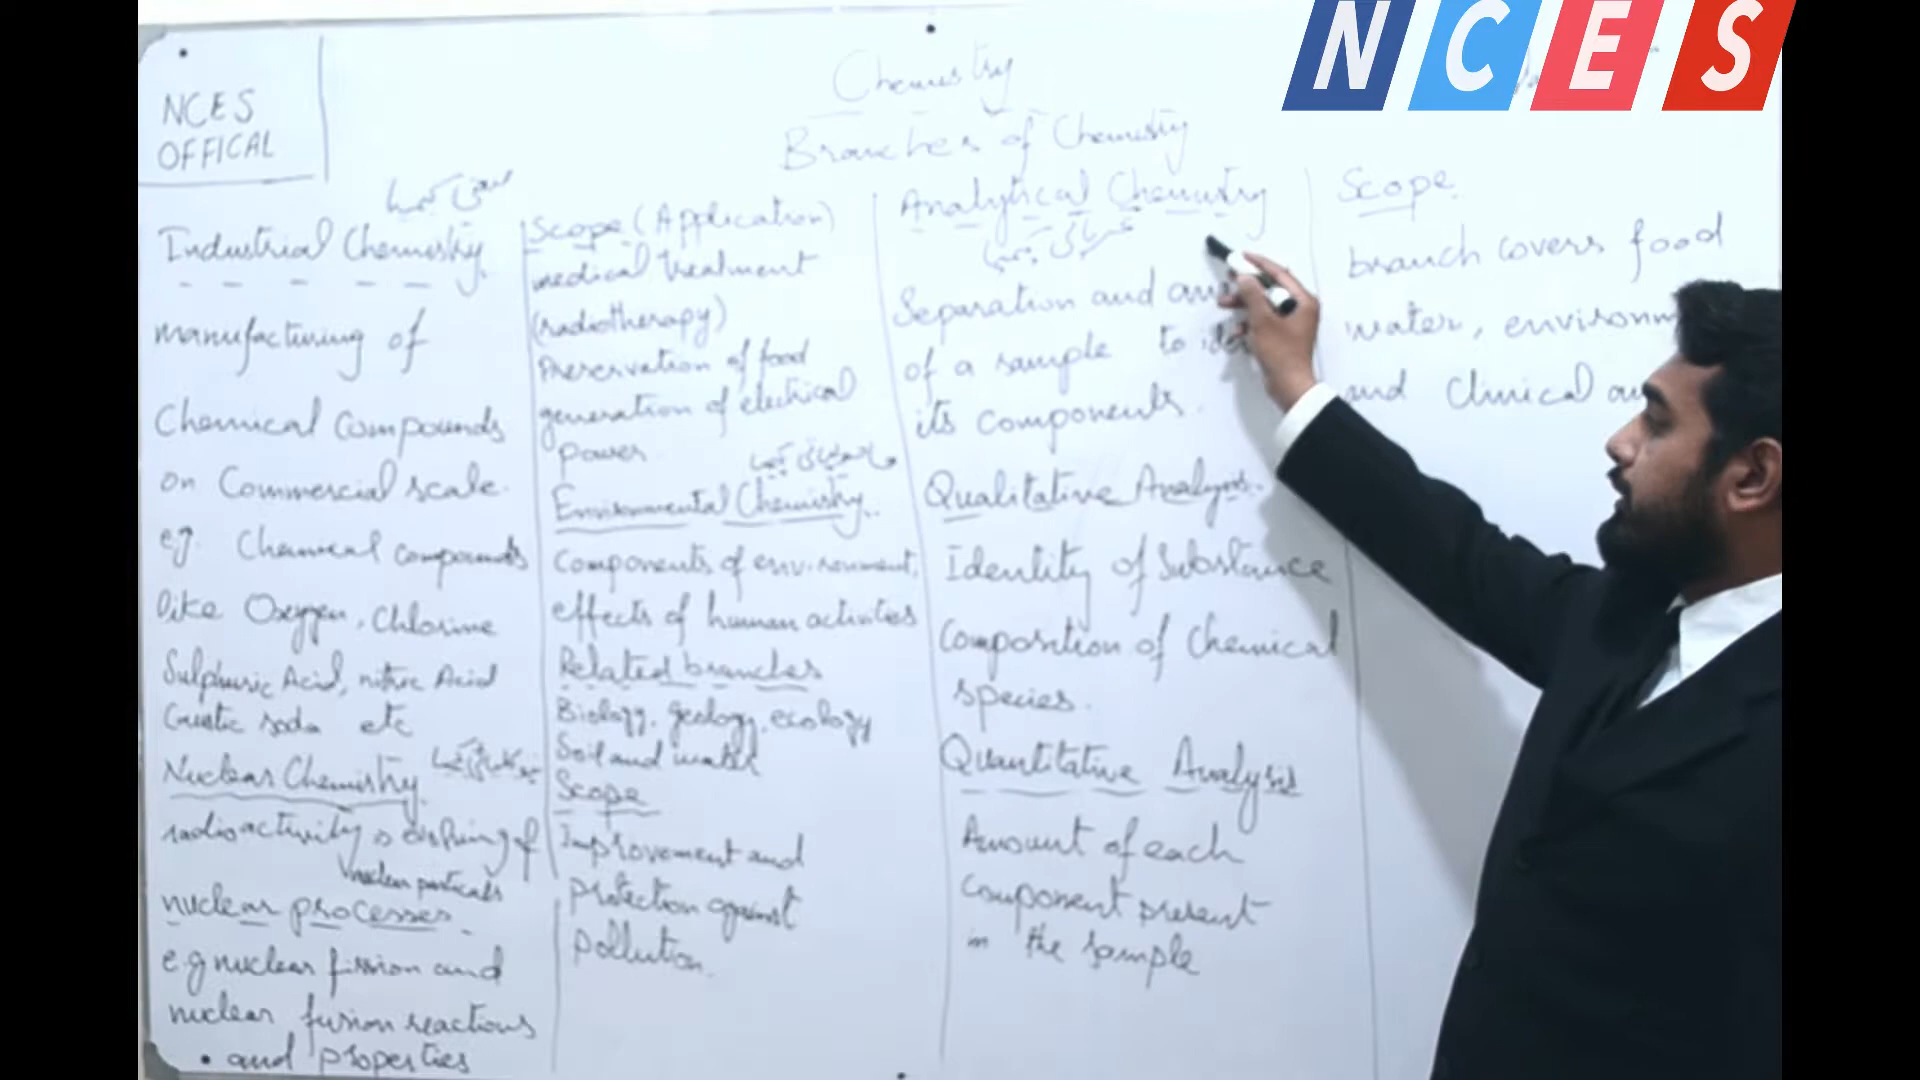 NCES
NCES
OFFICAL
Chemistry
Branches of Chemistry
Industrial Chemistry
manufacturing of
Chemical Compounds
on Commercial scale.
eg. Chemical compounds
like Oxygen, Chlorine
Sulphuric Acid, nitric Acid
Custic soda etc
Nuclear Chemistry
radioactivity
nuclear particals
nuclear processes
e.g nuclear fission and
nuclear fusion reactions
• and properties
Scope (Application)
medical treatment
(radiotherapy)
Preservation of food
generation of electrical
power
Environmental Chemistry
Components of environment,
effects of human activities
Related branches
Biology, geology, ecology
Soil and water
Scope
Improvement and
protection against
pollution.
Analytical Chemistry
Separation and
of a sample to
its components.
Qualitative Analysis.
Identity of Substance
Composition of Chemical
species.
Quantitative Analysis
Amount of each
Component present
in the sample
Scope
branch covers food
water,
and Clinical